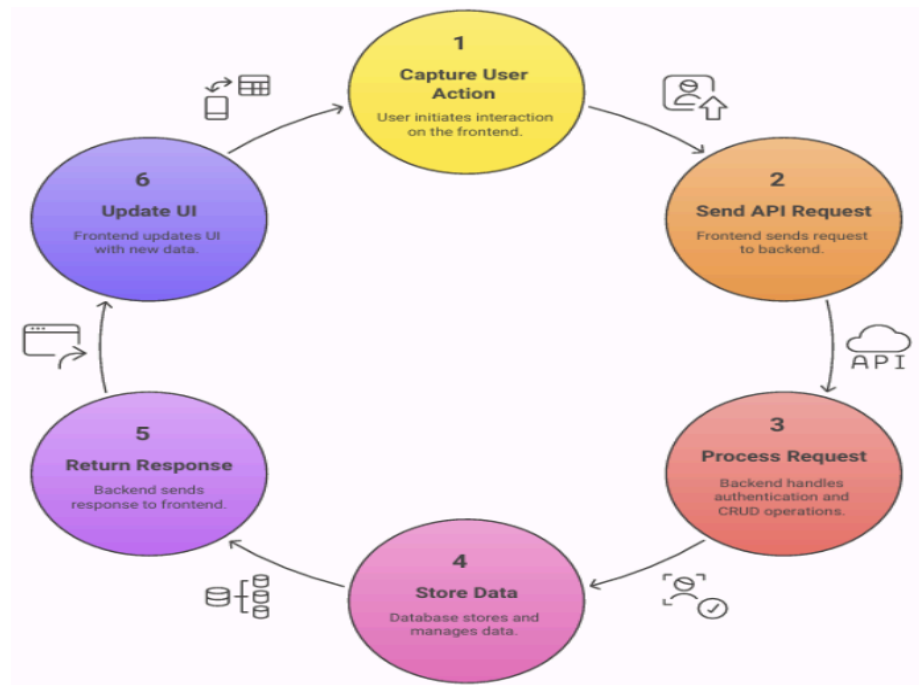 1
Capture User
Action
User initiates interaction
on the frontend.
2
Send API Request
Frontend sends request
to backend.
API
3
Process Request
Backend handles
authentication and
CRUD operations.
4
Store Data
Database stores and
manages data.
5
Return Response
Backend sends
response to frontend.
6
Update UI
Frontend updates UI
with new data.